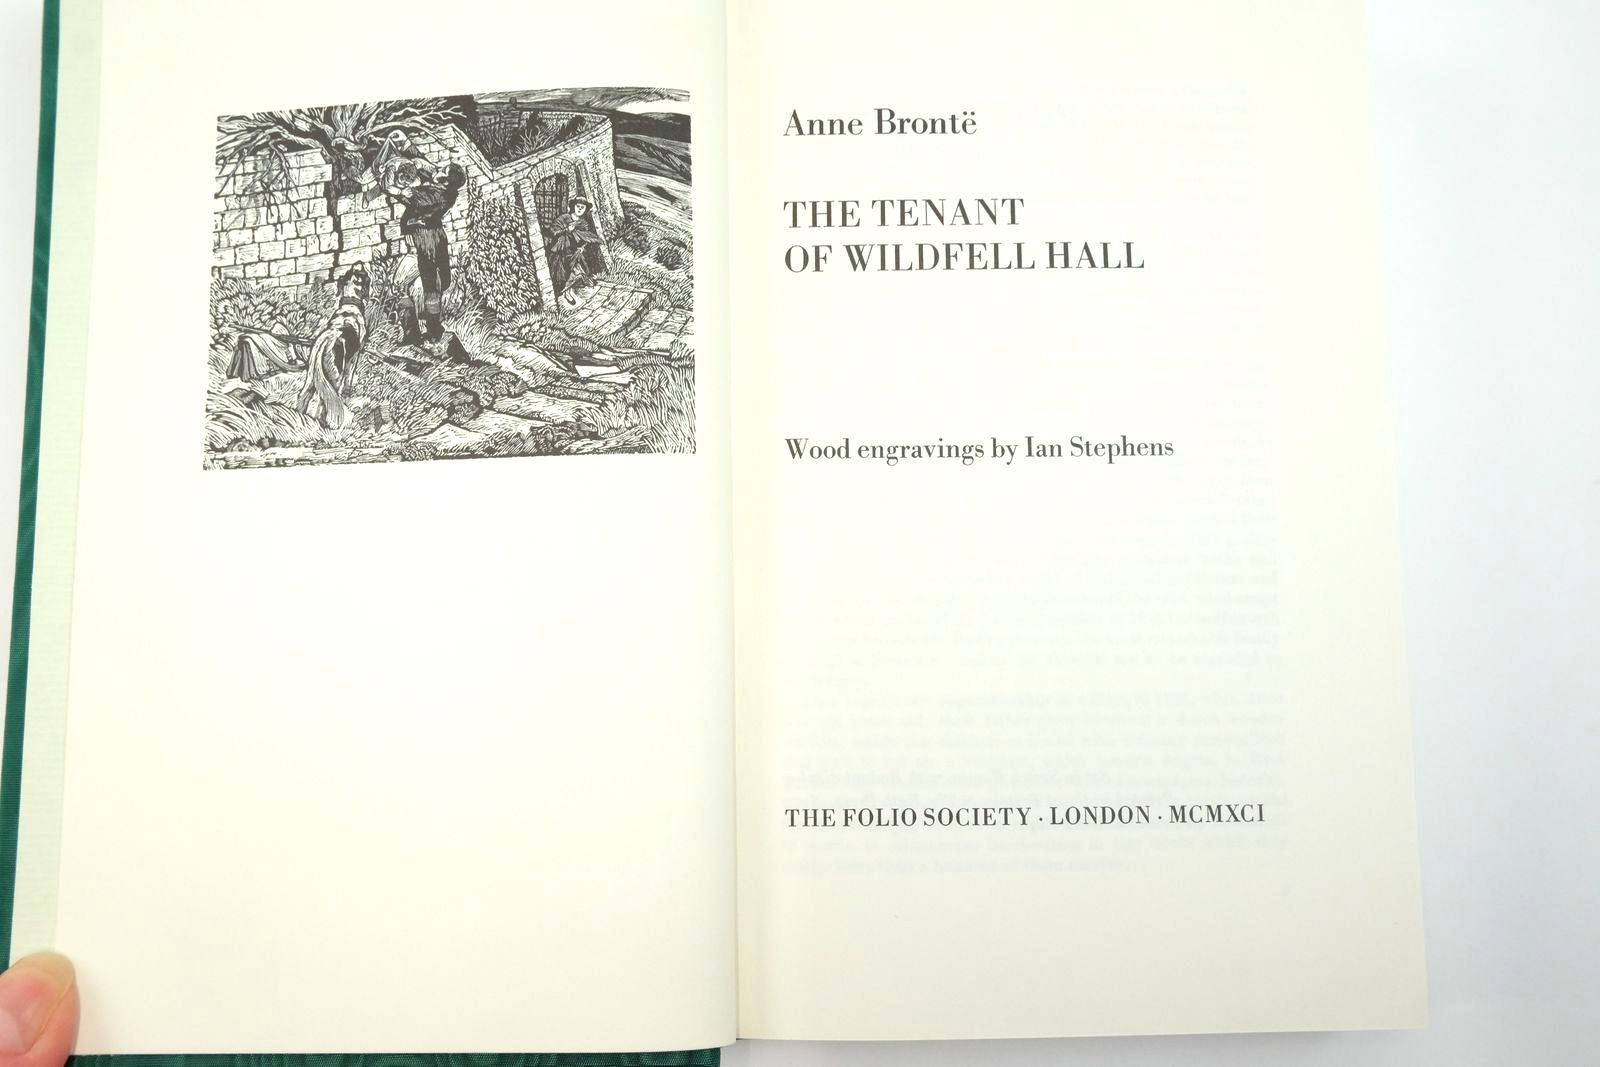 Anne Brontë
THE TENANT
OF WILDFELL HALL
Wood engravings by Ian Stephens
THE FOLIO SOCIETY · LONDON · MCMXCI